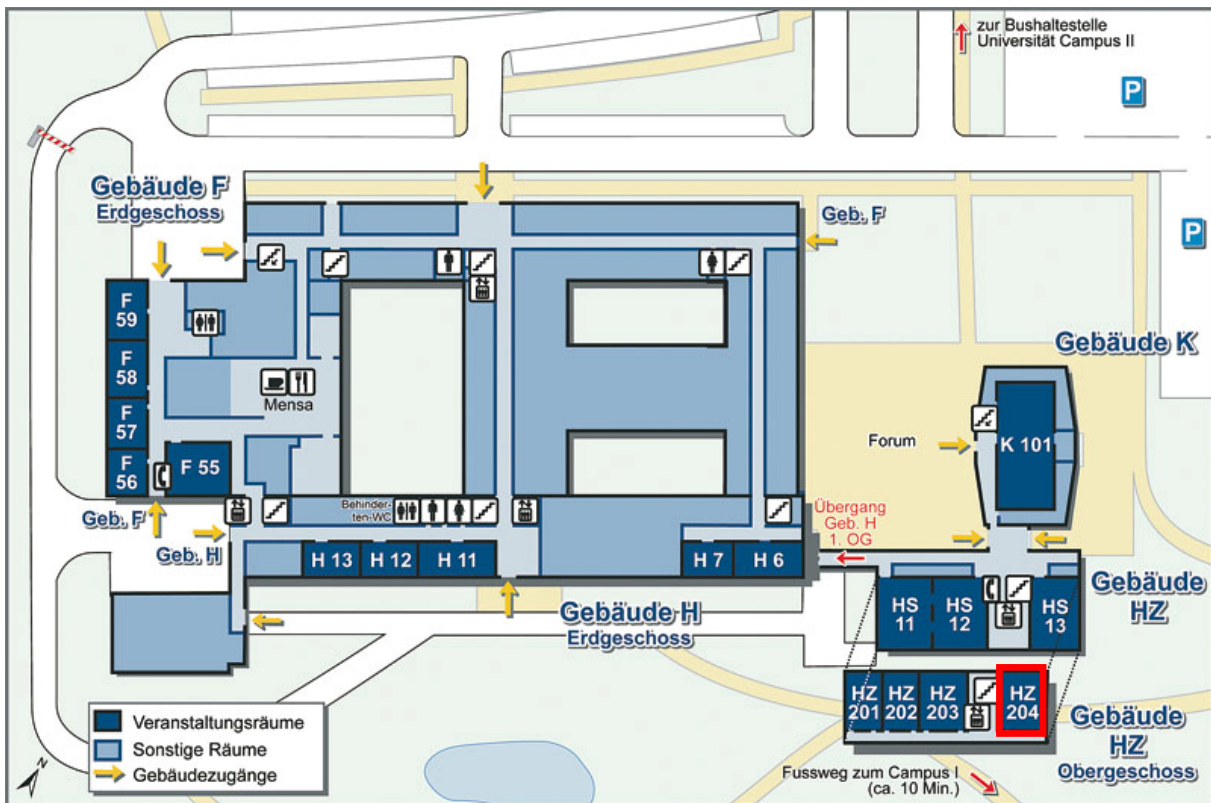 zur Bushaltestelle
Universität Campus II
P
Gebäude F
Erdgeschoss
Geb. F
P
F
59
F
58
F
57
F
56
F 55
Mensa
Gebäude K
Forum
K 101
Geb. F
Geb. H
Behinder-
ten-WC
H 13
H 12
H 11
H 7
H 6
Übergang
Geb. H
1. OG
Gebäude H
Erdgeschoss
Gebäude
HZ
HS
11
HS
12
HS
13
HZ
201
HZ
202
HZ
203
HZ
204
Gebäude
HZ
Obergeschoss
Veranstaltungsräume
Sonstige Räume
Gebäudezugänge
N
Fussweg zum Campus I
(ca. 10 Min.)